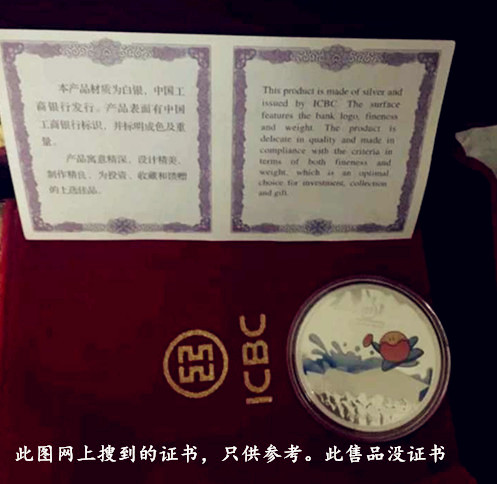 本产品材质为白银，中国工
商银行发行。产品表面有中国
工商银行标识，并标明成色及重
量。
产品寓意精深，设计精美，
制作精良，为投资、收藏和馈赠
的上选佳品。
This product is made of silver and
issued by ICBC. The surface
features the bank logo, fineness
and weight. The product is
delicate in quality and made in
compliance with the criteria in
terms of both fineness and
weight, which is an optimal
choice for investment, collection
and gift.
ICBC
此图网上搜到的证书，只供参考。此售品没证书